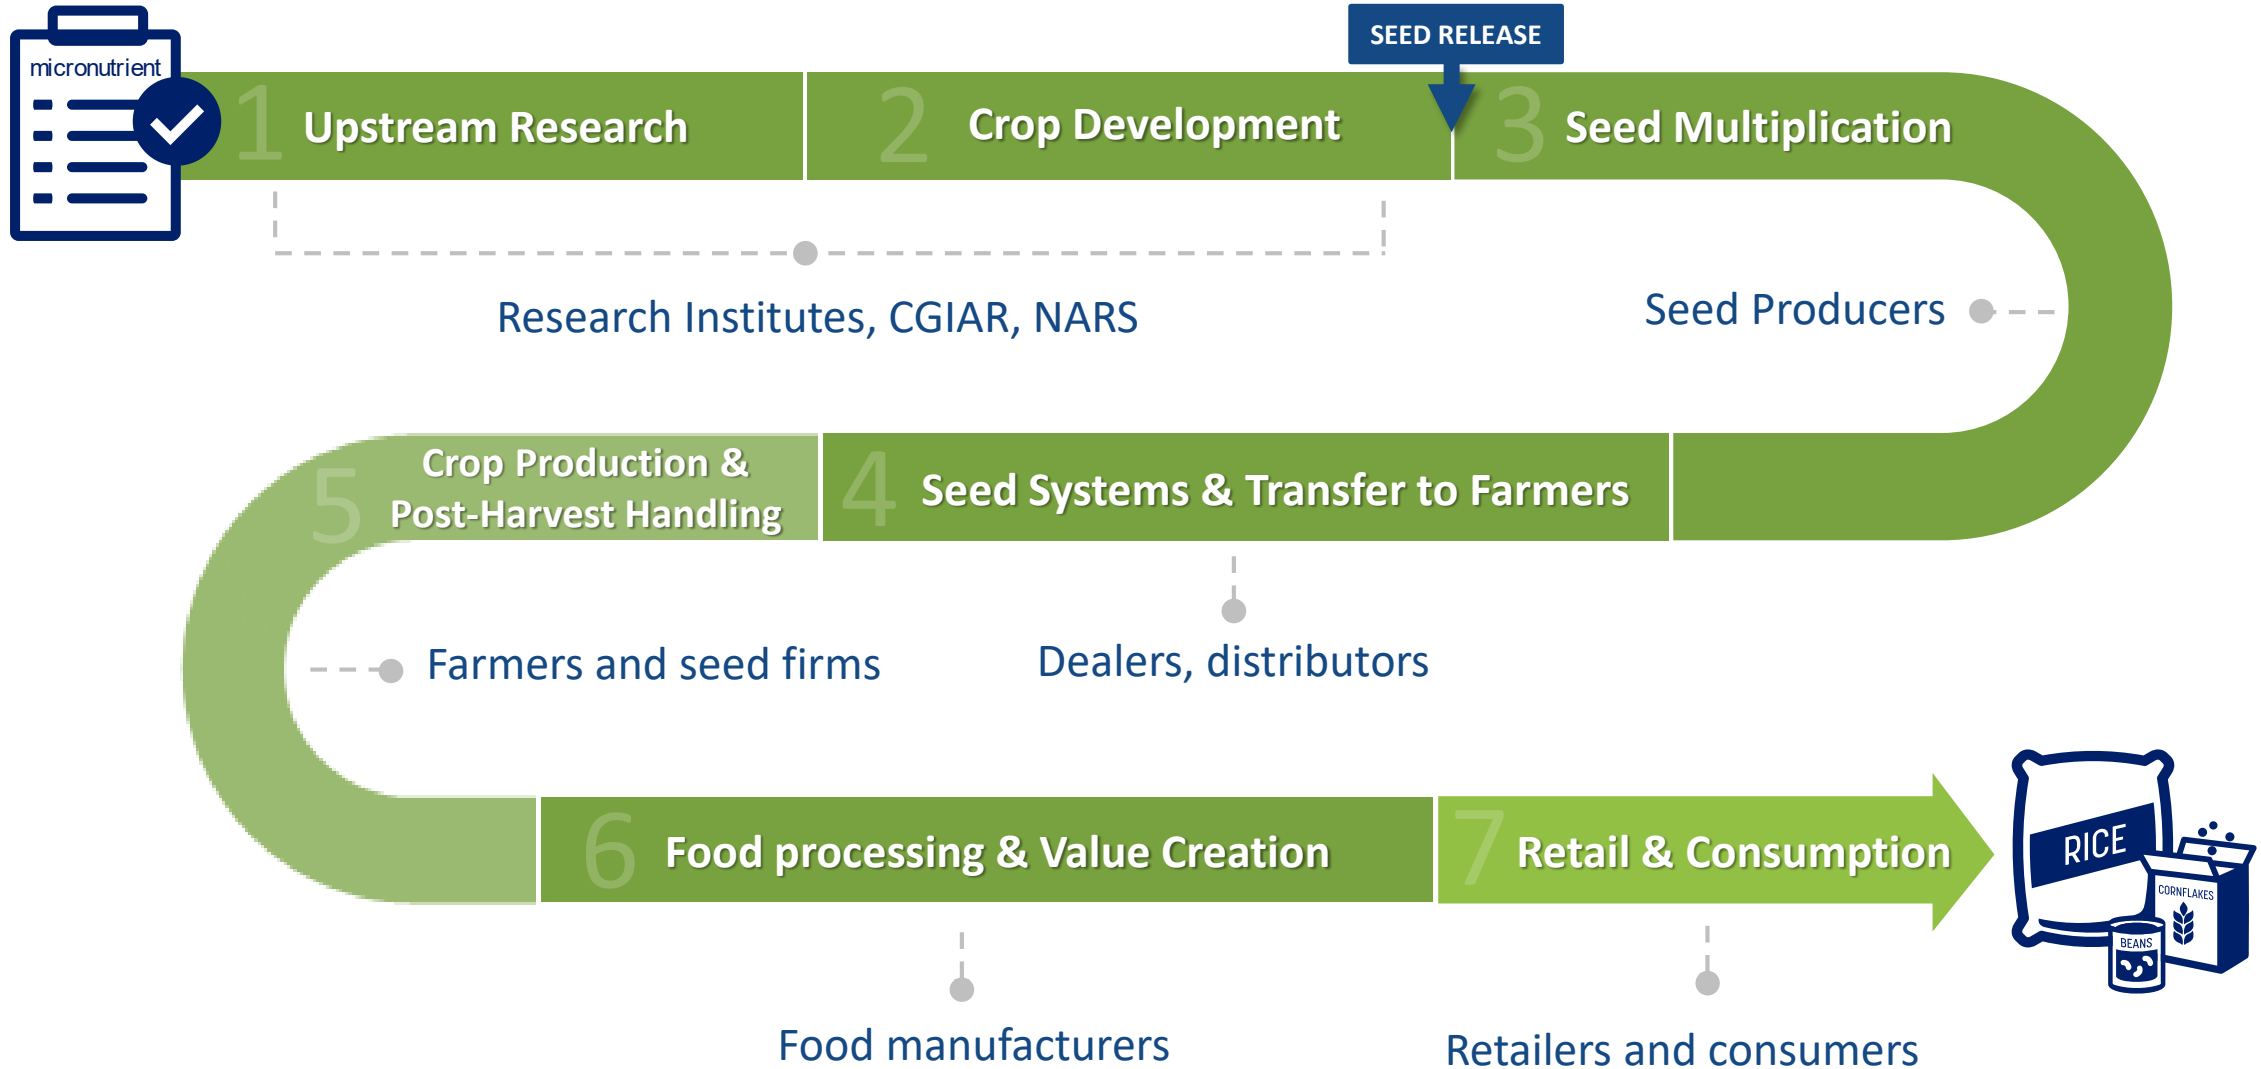 micronutrient
SEED RELEASE
1 Upstream Research
2 Crop Development
3 Seed Multiplication
Research Institutes, CGIAR, NARS
Seed Producers
4 Seed Systems & Transfer to Farmers
5 Crop Production &
Post-Harvest Handling
Farmers and seed firms
Dealers, distributors
6 Food processing & Value Creation
7 Retail & Consumption
RICE
CORNFLAKES
BEANS
Food manufacturers
Retailers and consumers